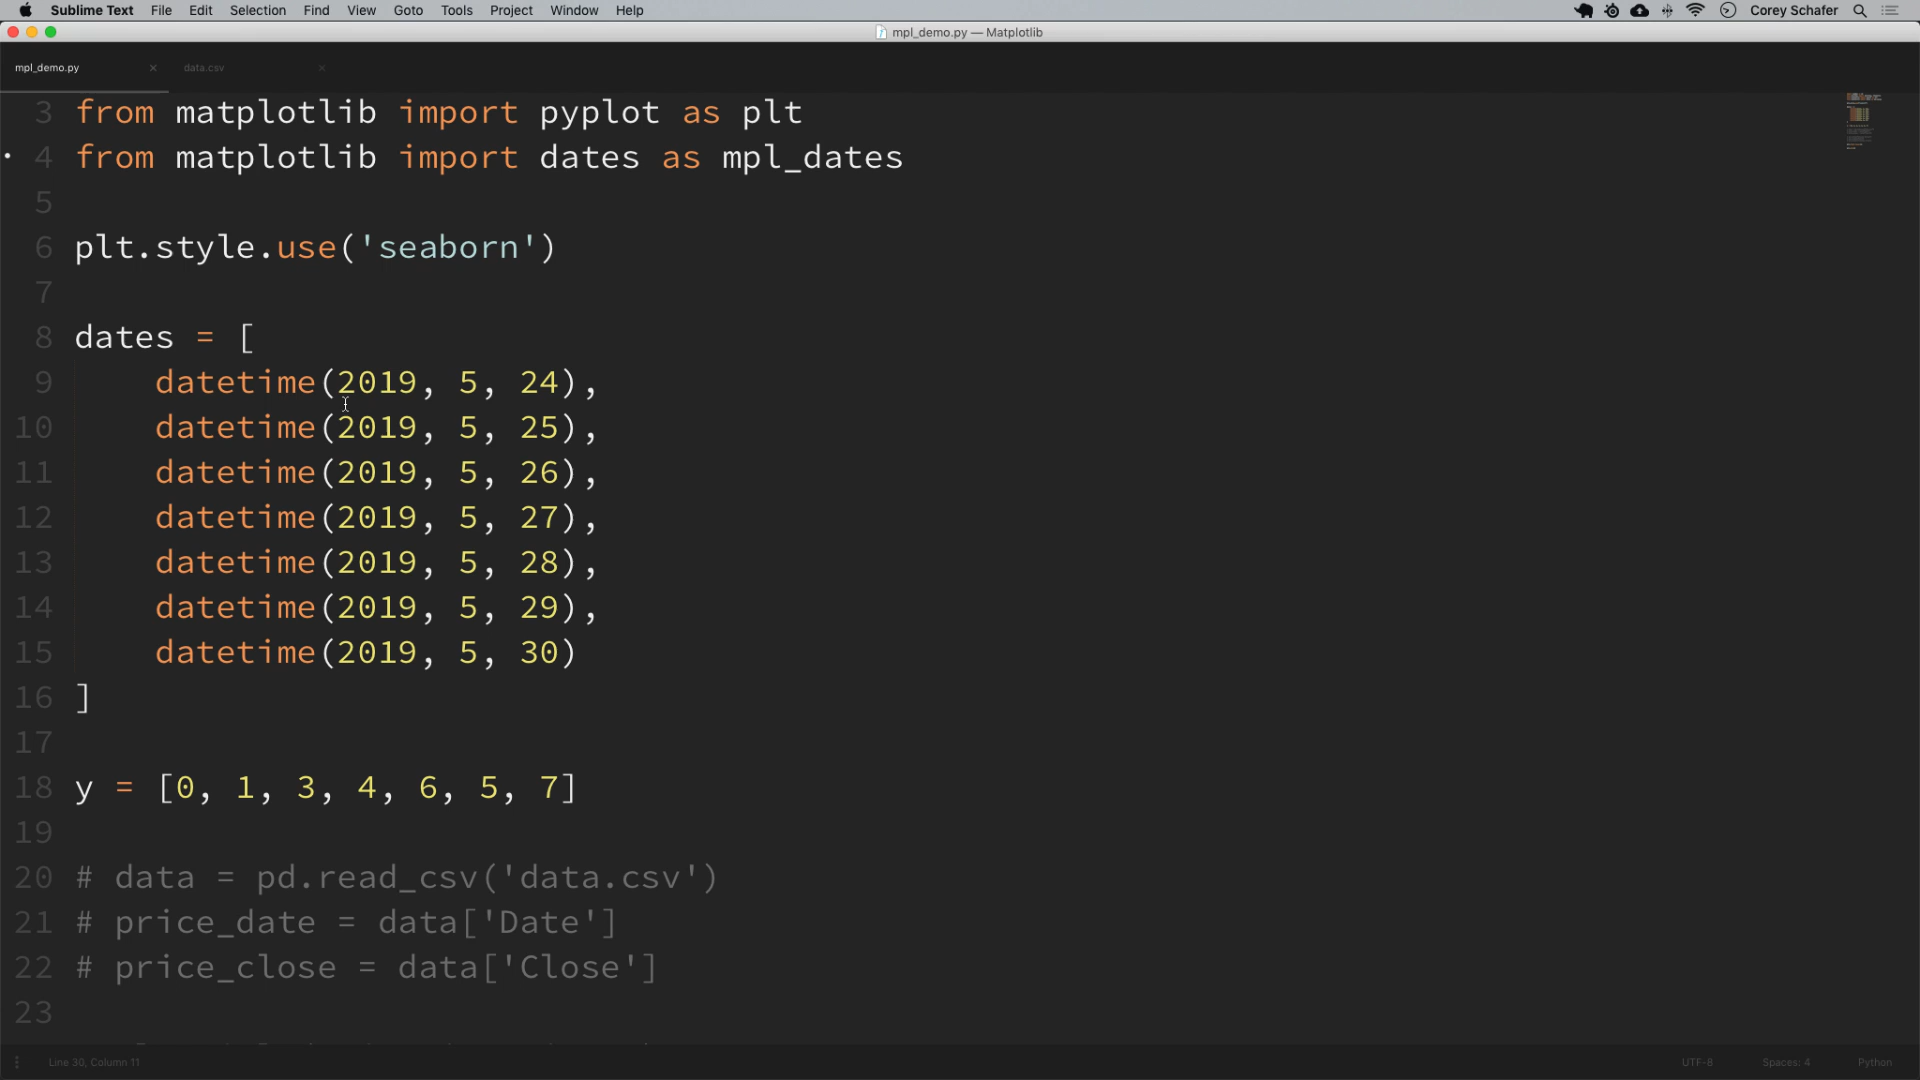 Sublime Text File Edit Selection Find View Goto Tools Project Window Help Corey Schafer
mpl_demo.py — Matplotlib
mpl_demo.py data.csv
3 from matplotlib import pyplot as plt
4 from matplotlib import dates as mpl_dates
5
6 plt.style.use('seaborn')
7
8 dates = [
9 datetime(2019, 5, 24),
10 datetime(2019, 5, 25),
11 datetime(2019, 5, 26),
12 datetime(2019, 5, 27),
13 datetime(2019, 5, 28),
14 datetime(2019, 5, 29),
15 datetime(2019, 5, 30)
16 ]
17
18 y = [0, 1, 3, 4, 6, 5, 7]
19
20 # data = pd.read_csv('data.csv')
21 # price_date = data['Date']
22 # price_close = data['Close']
23
Line 30, Column 11 UTF-8 Spaces: 4 Python